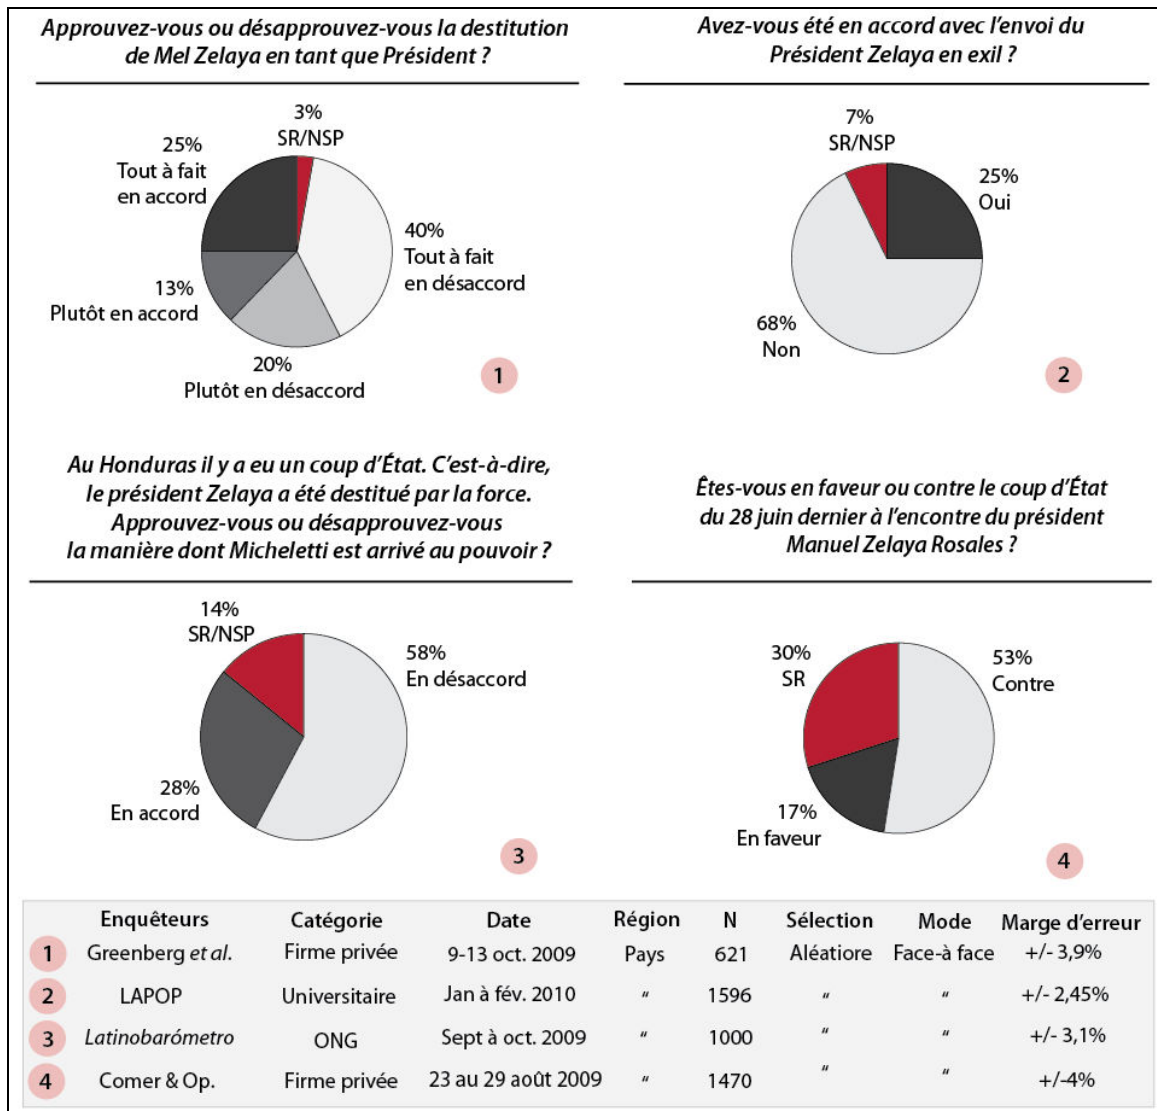 Approuvez-vous ou désapprouvez-vous la destitution
de Mel Zelaya en tant que Président ?
3%
SR/NSP
25%
Tout à fait
en accord
40%
Tout à fait
en désaccord
13%
Plutôt en accord
20%
Plutôt en désaccord
1
Avez-vous été en accord avec l'envoi du
Président Zelaya en exil ?
7%
SR/NSP
25%
Oui
68%
Non
2
Au Honduras il y a eu un coup d'État. C'est-à-dire,
le président Zelaya a été destitué par la force.
Approuvez-vous ou désapprouvez-vous
la manière dont Micheletti est arrivé au pouvoir ?
14%
SR/NSP
58%
En désaccord
28%
En accord
3
Êtes-vous en faveur ou contre le coup d'État
du 28 juin dernier à l'encontre du président
Manuel Zelaya Rosales ?
30%
SR
53%
Contre
17%
En faveur
4
Enquêteurs Catégorie Date Région N Sélection Mode Marge d'erreur
1 Greenberg et al. Firme privée 9-13 oct. 2009 Pays 621 Aléatiore Face-à face +/- 3,9%
2 LAPOP Universitaire Jan à fév. 2010 " 1596 " " +/- 2,45%
3 Latinobarómetro ONG Sept à oct. 2009 " 1000 " " +/- 3,1%
4 Comer & Op. Firme privée 23 au 29 août 2009 " 1470 " " +/-4%